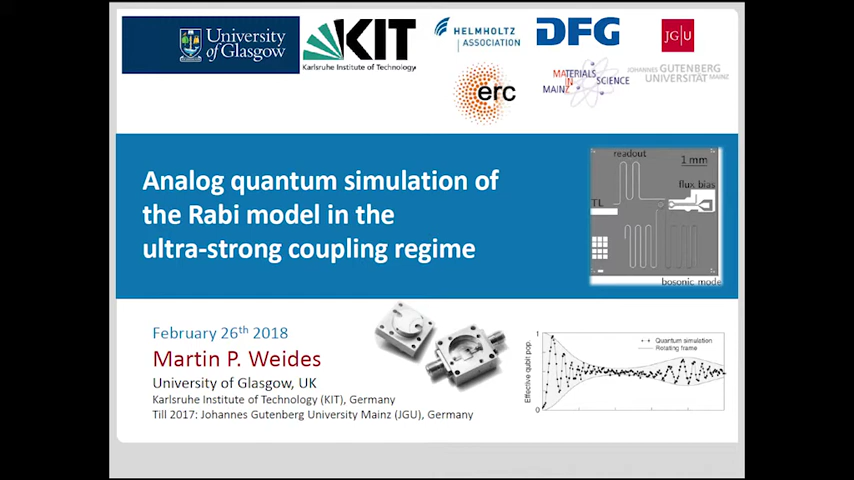 University
of Glasgow
KIT
Karlsruhe Institute of Technology
HELMHOLTZ
ASSOCIATION
DFG
JG|U
erc
MATERIALS
IN
MAINZ
SCIENCE
JOHANNES GUTENBERG
UNIVERSITÄT MAINZ
Analog quantum simulation of
the Rabi model in the
ultra-strong coupling regime
readout
1 mm
flux bias
TL
bosonic mode
February 26th 2018
Martin P. Weides
University of Glasgow, UK
Karlsruhe Institute of Technology (KIT), Germany
Till 2017: Johannes Gutenberg University Mainz (JGU), Germany
Effective qubit pop.
1
0
Quantum simulation
Rotating frame